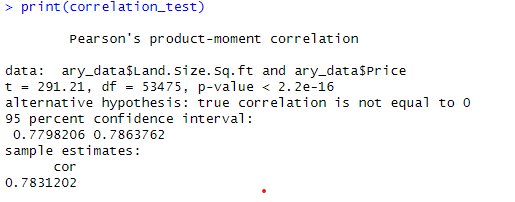 > print(correlation_test)
Pearson's product-moment correlation
data:  ary_data$Land.Size.Sq.ft and ary_data$Price
t = 291.21, df = 53475, p-value < 2.2e-16
alternative hypothesis: true correlation is not equal to 0
95 percent confidence interval:
0.7798206 0.7863762
sample estimates:
cor
0.7831202